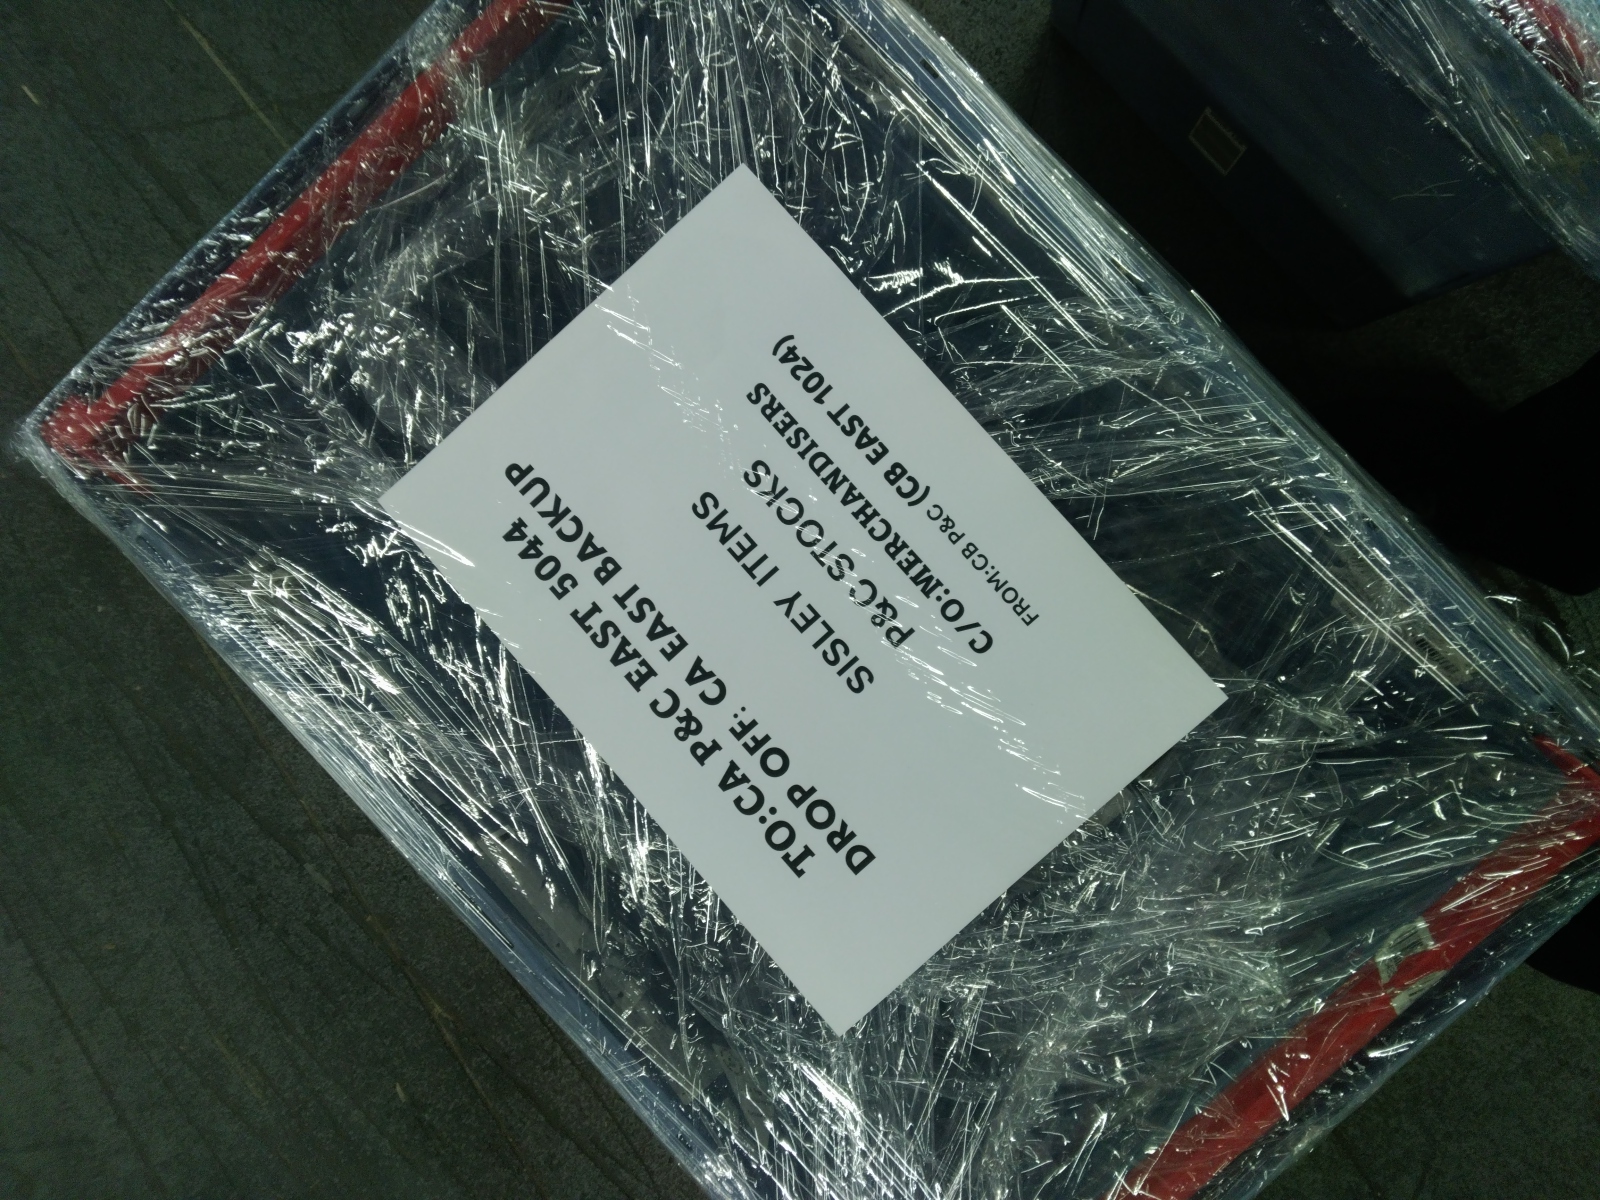 TO:CA P&C EAST 5044
DROP OFF: CA EAST BACKUP
SISLEY ITEMS
P&C STOCKS
C/O:MERCHANDISERS
FROM:CB P&C (CB EAST 1024)